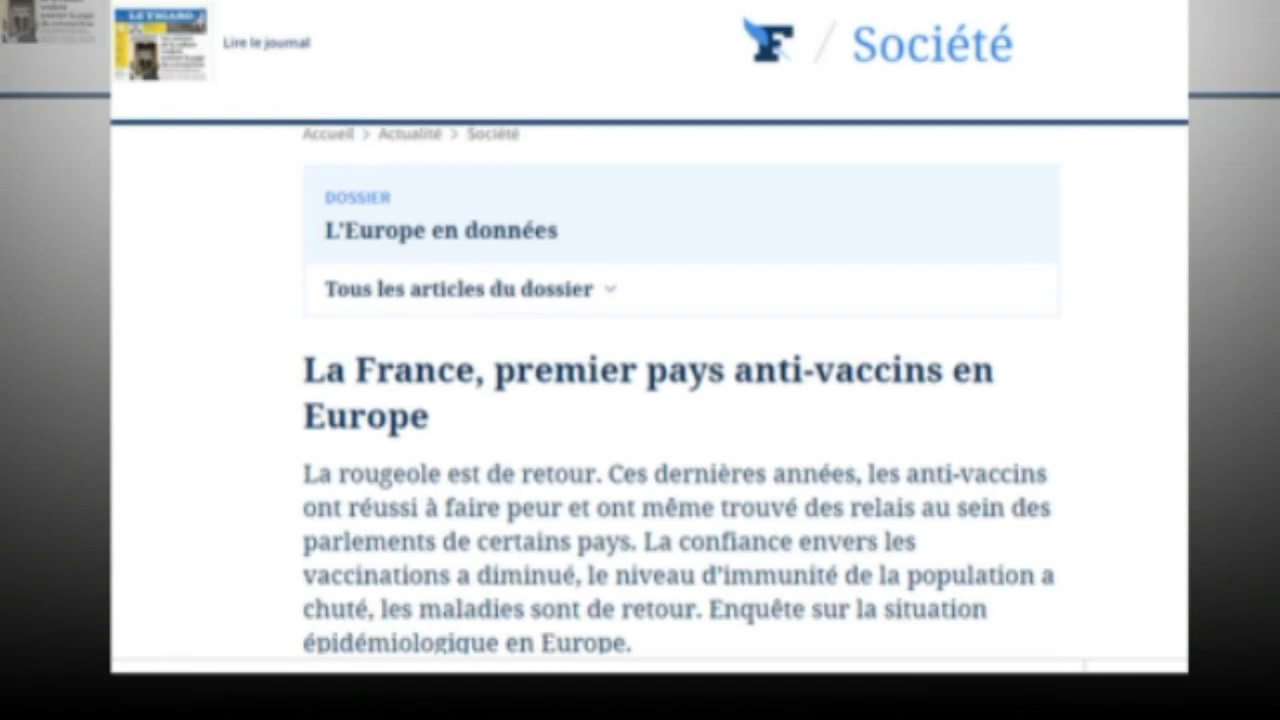 LE FIGARO
Lire le journal
F / Société
Accueil > Actualité > Société
DOSSIER
L'Europe en données
Tous les articles du dossier
La France, premier pays anti-vaccins en
Europe
La rougeole est de retour. Ces dernières années, les anti-vaccins
ont réussi à faire peur et ont même trouvé des relais au sein des
parlements de certains pays. La confiance envers les
vaccinations a diminué, le niveau d'immunité de la population a
chuté, les maladies sont de retour. Enquête sur la situation
épidémiologique en Europe.